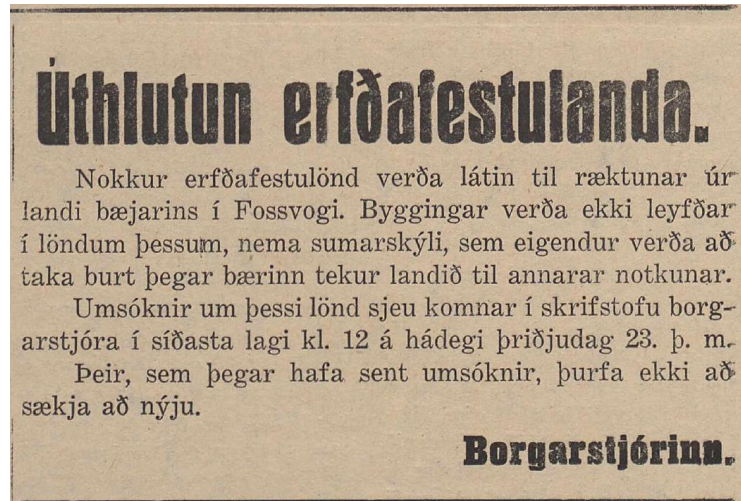 Úthlutun erfðafestulanda.
Nokkur erfðafestulönd verða látin til ræktunar úr
landi bæjarins í Fossvogi. Byggingar verða ekki leyfðar
í löndum þessum, nema sumarskýli, sem eigendur verða að
taka burt þegar bærinn tekur landið til annarar notkunar.
Umsóknir um þessi lönd sjeu komnar í skrifstofu borg-
arstjóra í síðasta lagi kl. 12 á hádegi þriðjudag 23. þ. m.
Þeir, sem þegar hafa sent umsóknir, þurfa ekki að
sækja að nýju.
Borgarstjórinn.